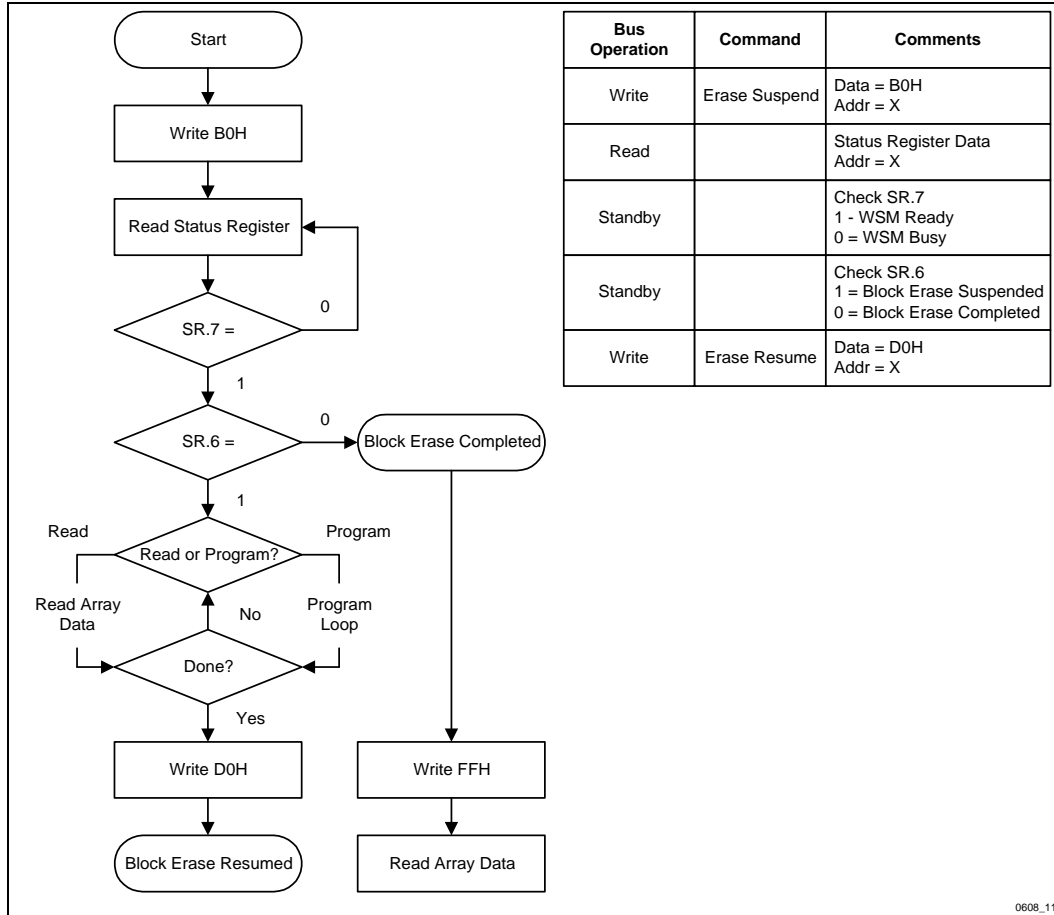 Start
Write B0H
Read Status Register
0
SR.7 =
1
0
SR.6 =
Block Erase Completed
1
Read
Program
Read or Program?
Read Array
Data
No
Program
Loop
Done?
Yes
Write D0H
Write FFH
Block Erase Resumed
Read Array Data
Bus
Operation
Command
Comments
Write
Erase Suspend
Data = B0H
Addr = X
Read
Status Register Data
Addr = X
Standby
Check SR.7
1 - WSM Ready
0 = WSM Busy
Standby
Check SR.6
1 = Block Erase Suspended
0 = Block Erase Completed
Write
Erase Resume
Data = D0H
Addr = X
0608_11